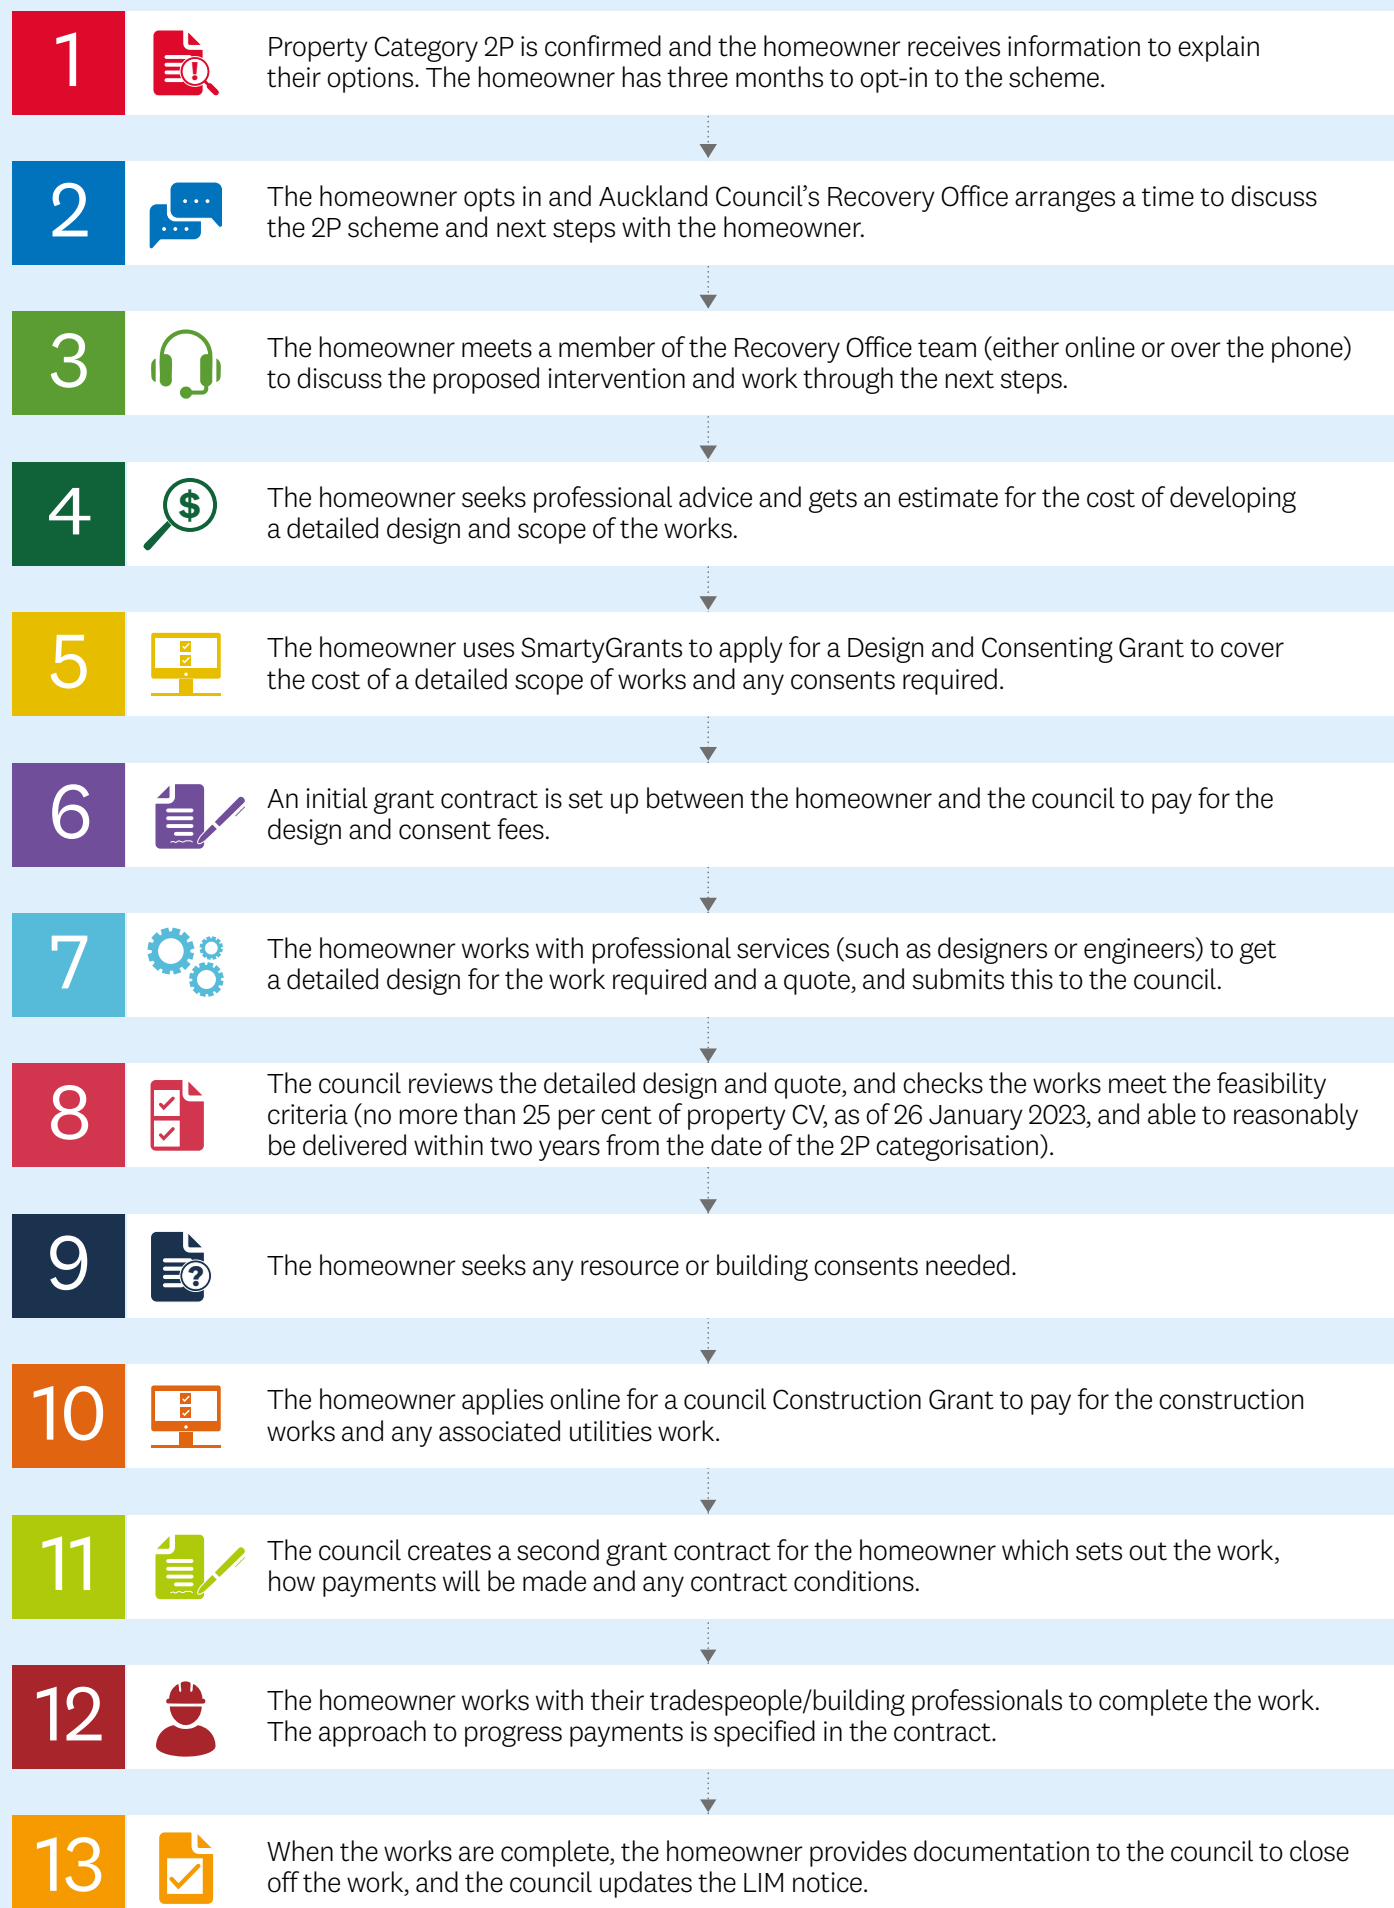 1
Property Category 2P is confirmed and the homeowner receives information to explain
their options. The homeowner has three months to opt-in to the scheme.
2
The homeowner opts in and Auckland Council’s Recovery Office arranges a time to discuss
the 2P scheme and next steps with the homeowner.
3
The homeowner meets a member of the Recovery Office team (either online or over the phone)
to discuss the proposed intervention and work through the next steps.
4
$
The homeowner seeks professional advice and gets an estimate for the cost of developing
a detailed design and scope of the works.
5
The homeowner uses SmartyGrants to apply for a Design and Consenting Grant to cover
the cost of a detailed scope of works and any consents required.
6
An initial grant contract is set up between the homeowner and the council to pay for the
design and consent fees.
7
The homeowner works with professional services (such as designers or engineers) to get
a detailed design for the work required and a quote, and submits this to the council.
8
The council reviews the detailed design and quote, and checks the works meet the feasibility
criteria (no more than 25 per cent of property CV, as of 26 January 2023, and able to reasonably
be delivered within two years from the date of the 2P categorisation).
9
?
The homeowner seeks any resource or building consents needed.
10
The homeowner applies online for a council Construction Grant to pay for the construction
works and any associated utilities work.
11
The council creates a second grant contract for the homeowner which sets out the work,
how payments will be made and any contract conditions.
12
The homeowner works with their tradespeople/building professionals to complete the work.
The approach to progress payments is specified in the contract.
13
When the works are complete, the homeowner provides documentation to the council to close
off the work, and the council updates the LIM notice.